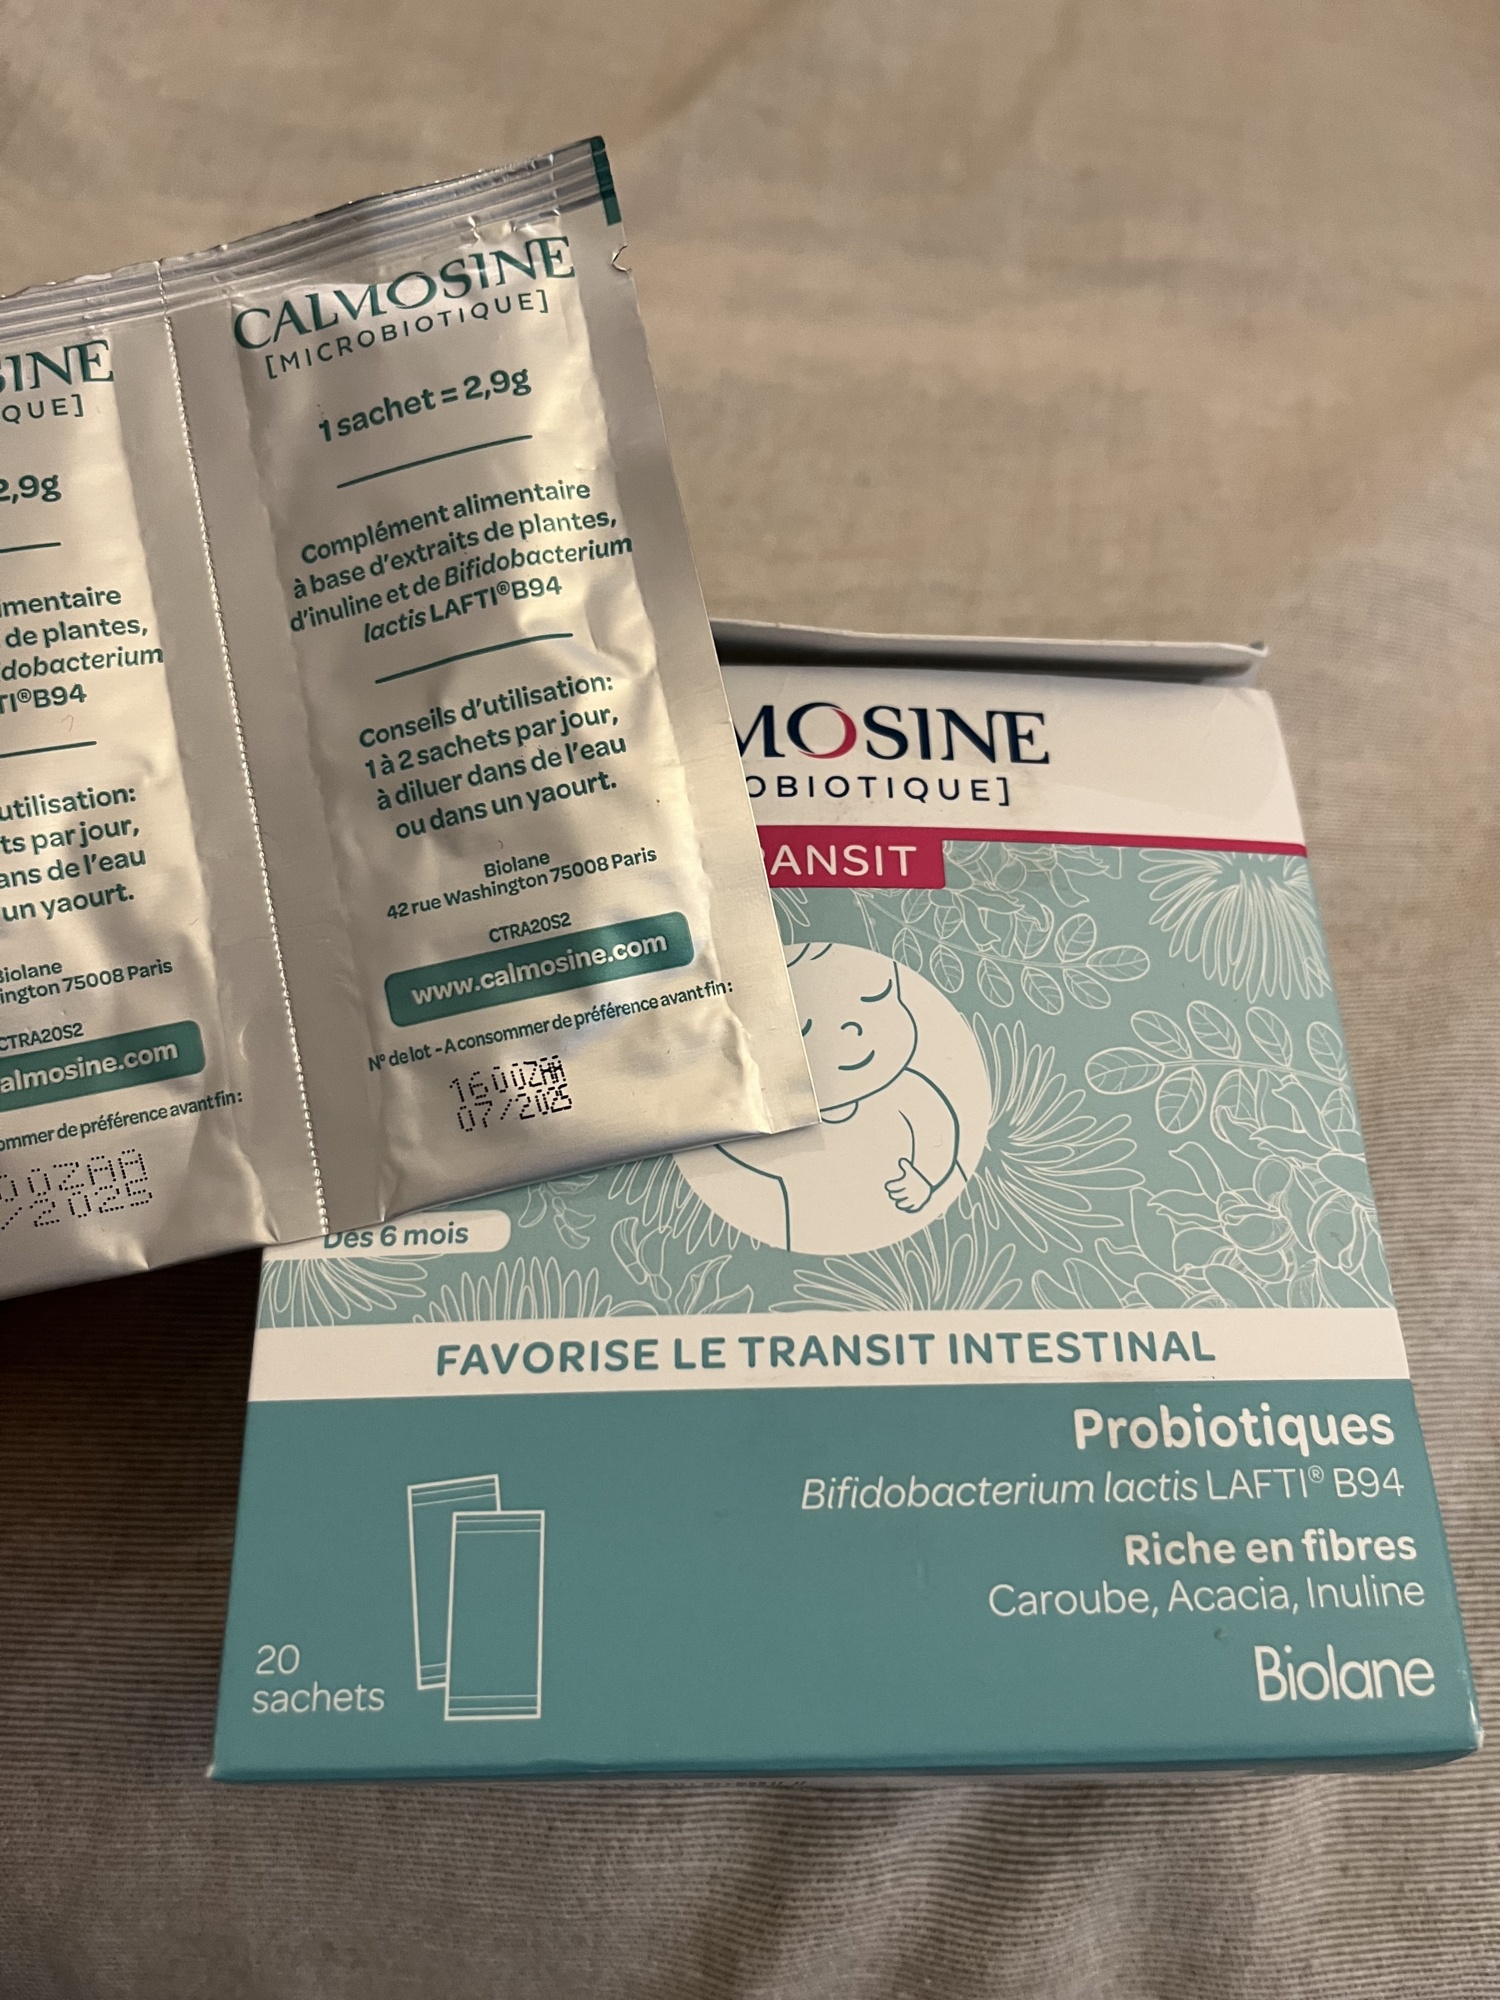 CALMOSINE
[MICROBIOTIQUE]
1 sachet = 2,9g
Complément alimentaire
à base d'extraits de plantes,
d'inuline et de Bifidobacterium
lactis LAFTI®B94
Conseils d'utilisation:
1 à 2 sachets par jour,
à diluer dans de l'eau
ou dans un yaourt.
Biolane
42 rue Washington 75008 Paris
CTRA20S2
www.calmosine.com
N° de lot - A consommer de préférence avant fin:
07/2025
SINE
QUE]
2,9g
imentaire
de plantes,
dobacterium
TI®B94
utilisation:
ts par jour,
ans de l'eau
un yaourt.
Biolane
ington 75008 Paris
CTRA20S2
almosine.com
ommer de préférence avant fin:
/2025
MOSINE
OBIOTIQUE]
RANSIT
Dès 6 mois
FAVORISE LE TRANSIT INTESTINAL
Probiotiques
Bifidobacterium lactis LAFTI® B94
Riche en fibres
Caroube, Acacia, Inuline
20
sachets
Biolane